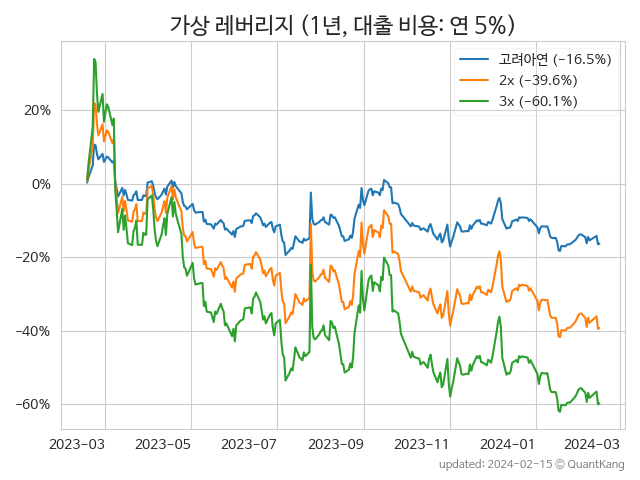 가상 레버리지 (1년, 대출 비용: 연 5%)
고려아연 (-16.5%)
2x (-39.6%)
3x (-60.1%)
20%
0%
-20%
-40%
-60%
2023-03 2023-05 2023-07 2023-09 2023-11 2024-01 2024-03
updated: 2024-02-15 © QuantKang